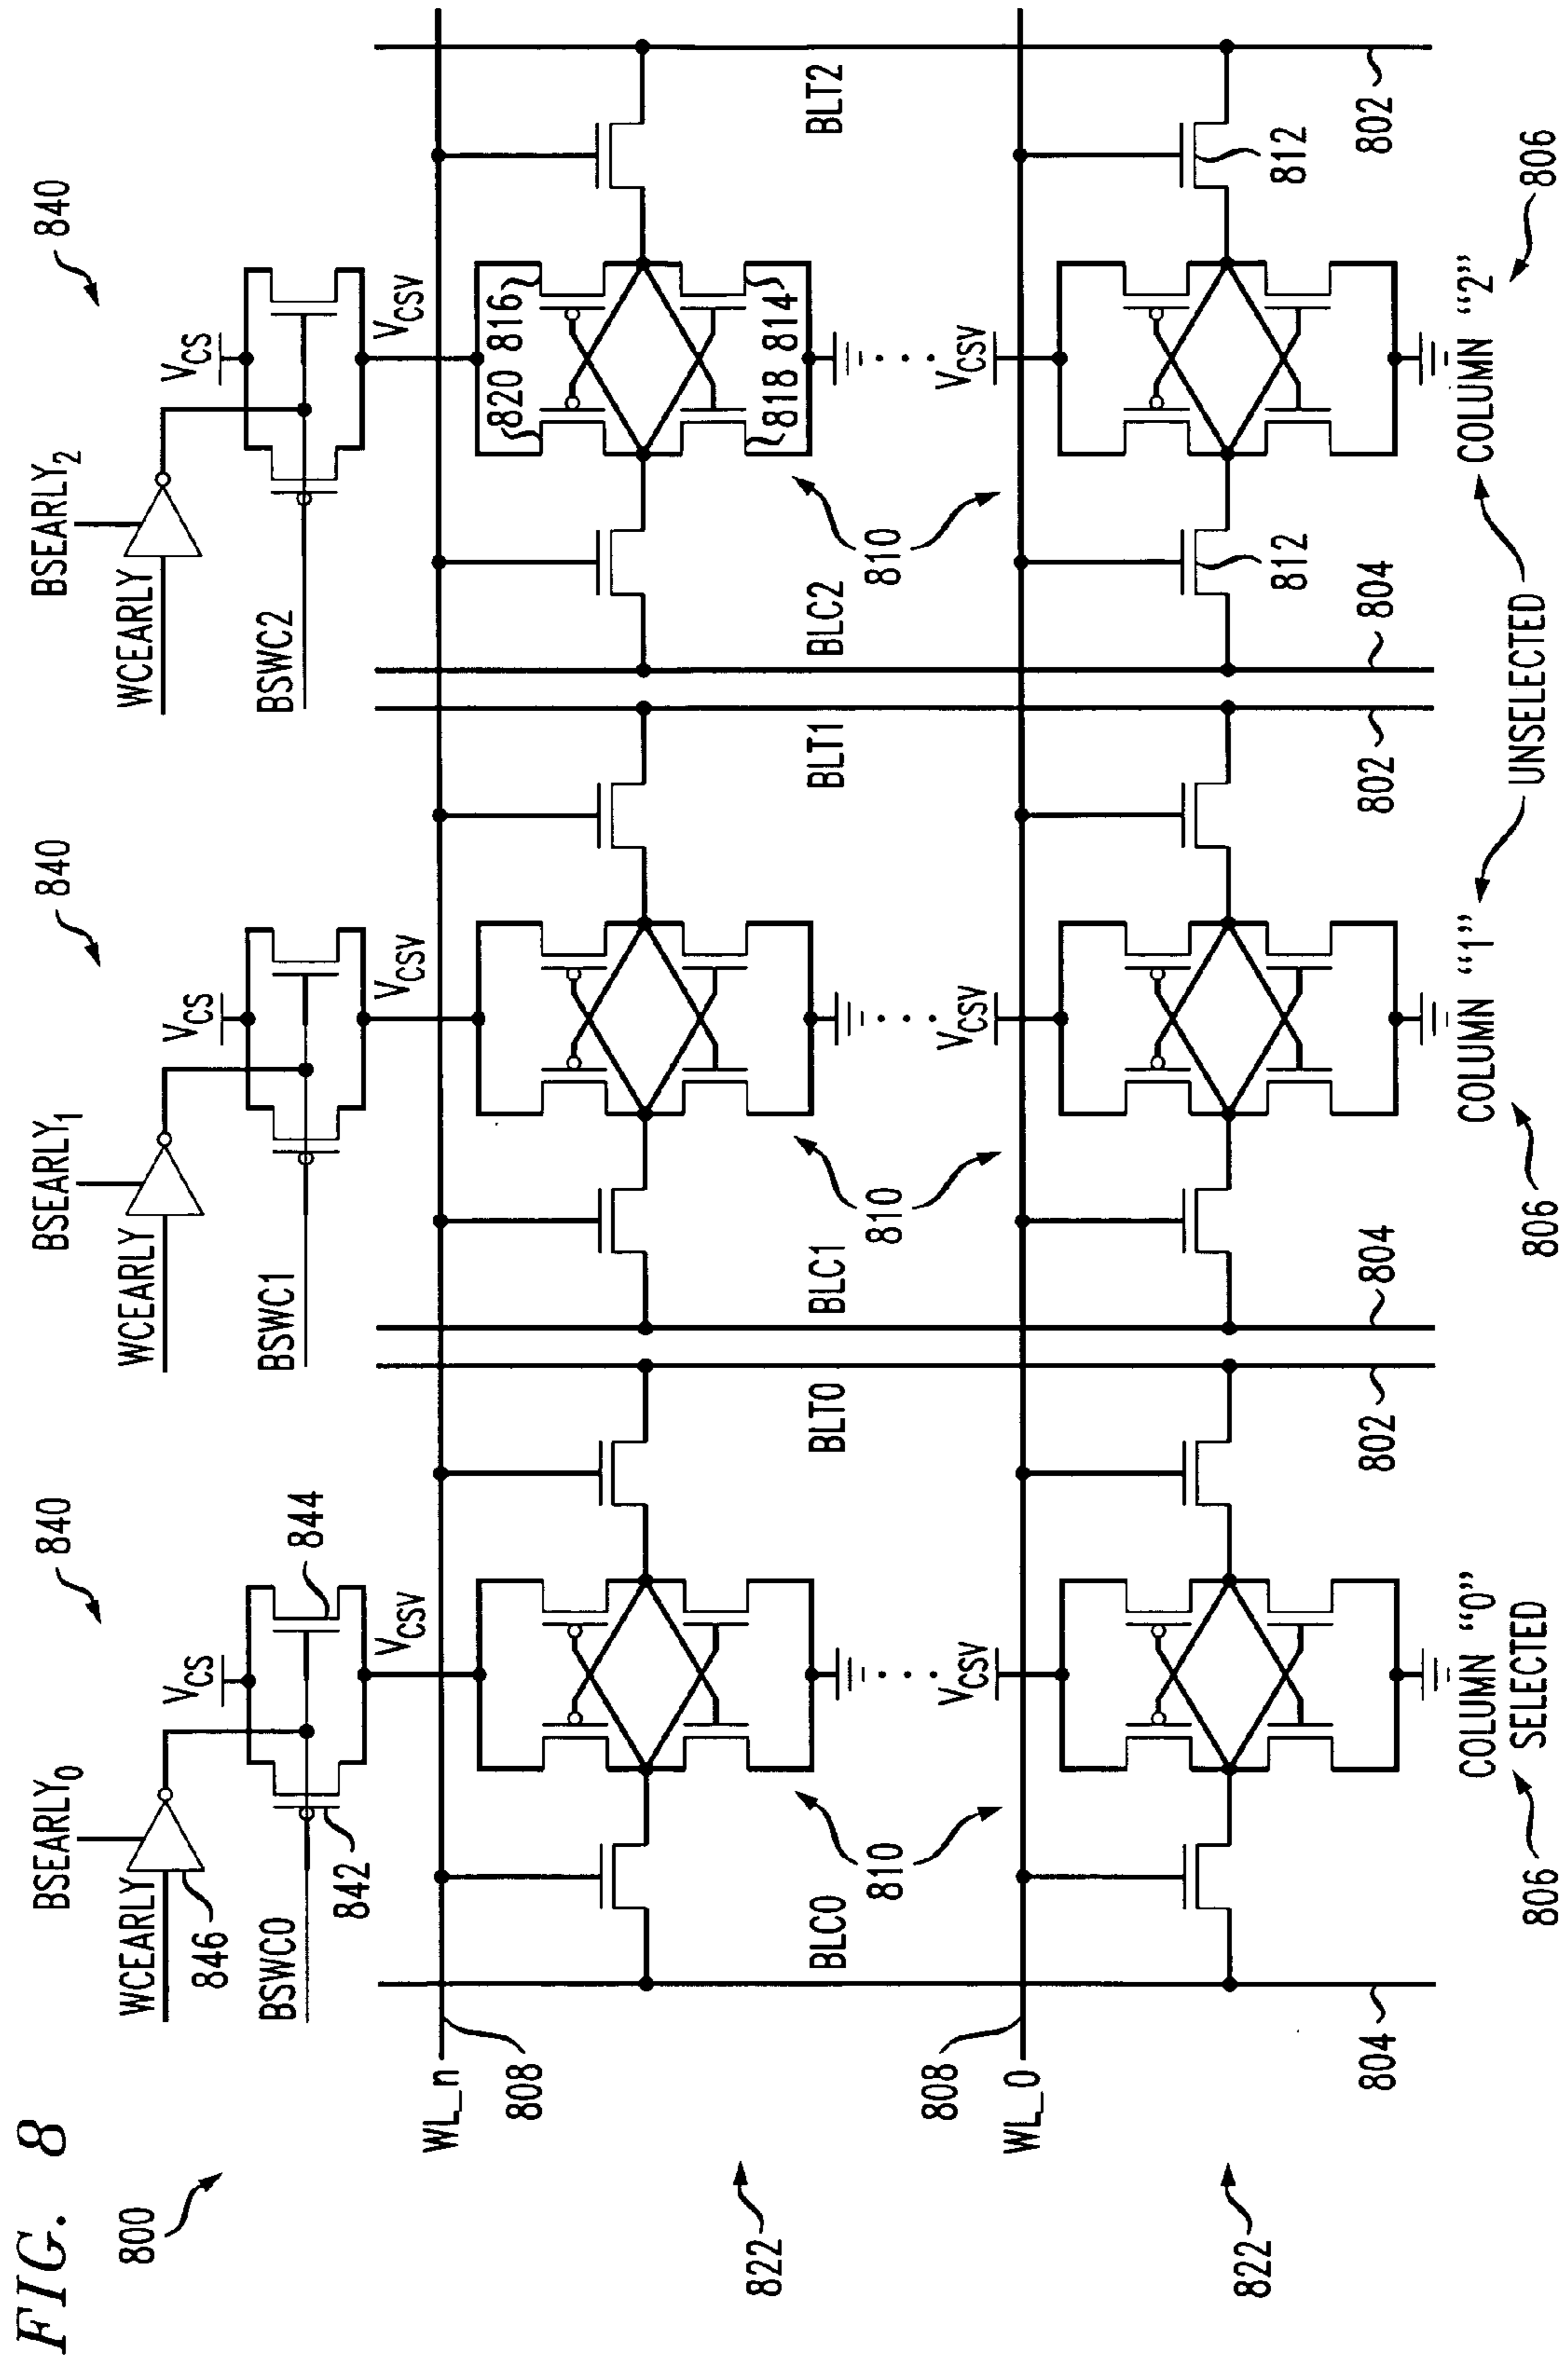 FIG. 8
800
840
840
840
BSEARLY0
BSEARLY1
BSEARLY2
WCEARLY
WCEARLY
WCEARLY
846
VCS
VCS
VCS
844
BSWC0
BSWC1
BSWC2
842
VCSV
VCSV
VCSV
WL_n
808
820
816
818
814
822
BLC0
810
BLT0
BLC1
810
BLT1
BLC2
810
BLT2
808
VCSV
VCSV
VCSV
WL_0
812
812
822
804
802
804
802
804
802
806
COLUMN "0"
SELECTED
806
COLUMN "1"
UNSELECTED
COLUMN "2"
806